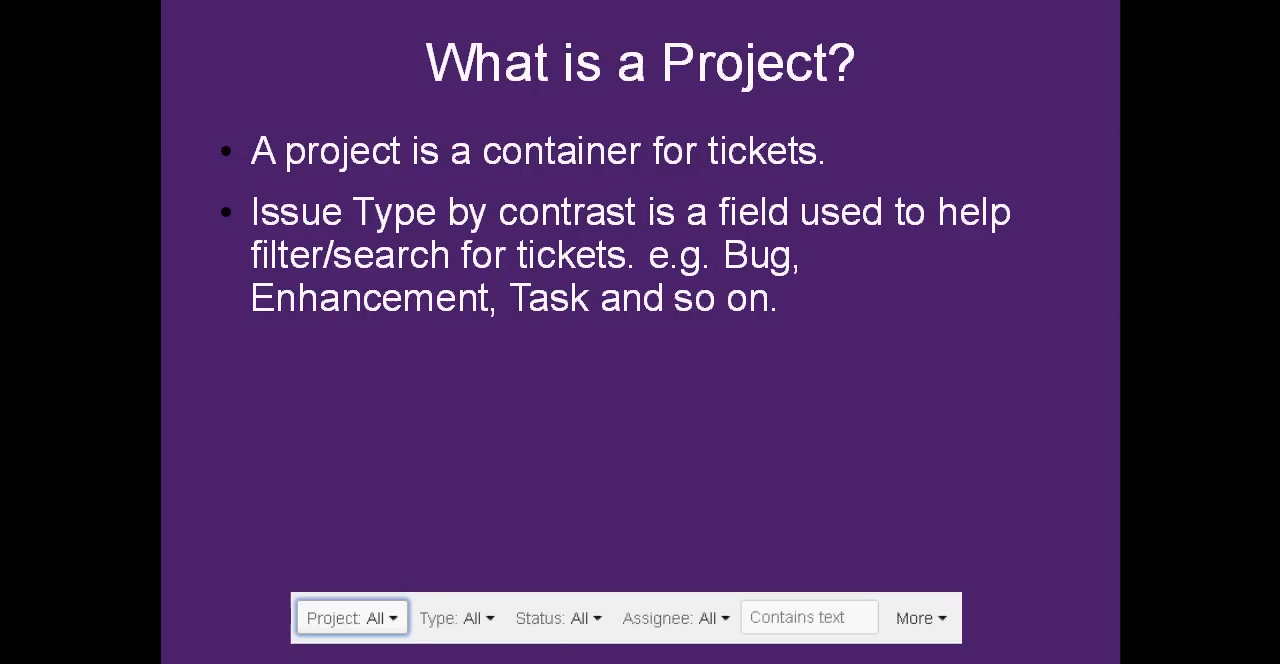 What is a Project?
• A project is a container for tickets.
• Issue Type by contrast is a field used to help
filter/search for tickets. e.g. Bug,
Enhancement, Task and so on.
Project: All Type: All Status: All Assignee: All Contains text More